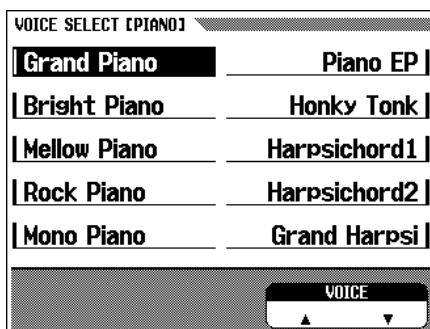 VOICE SELECT [PIANO]
Grand Piano
Piano EP
Bright Piano
Honky Tonk
Mellow Piano
Harpsichord1
Rock Piano
Harpsichord2
Mono Piano
Grand Harpsi
VOICE
▲ ▼